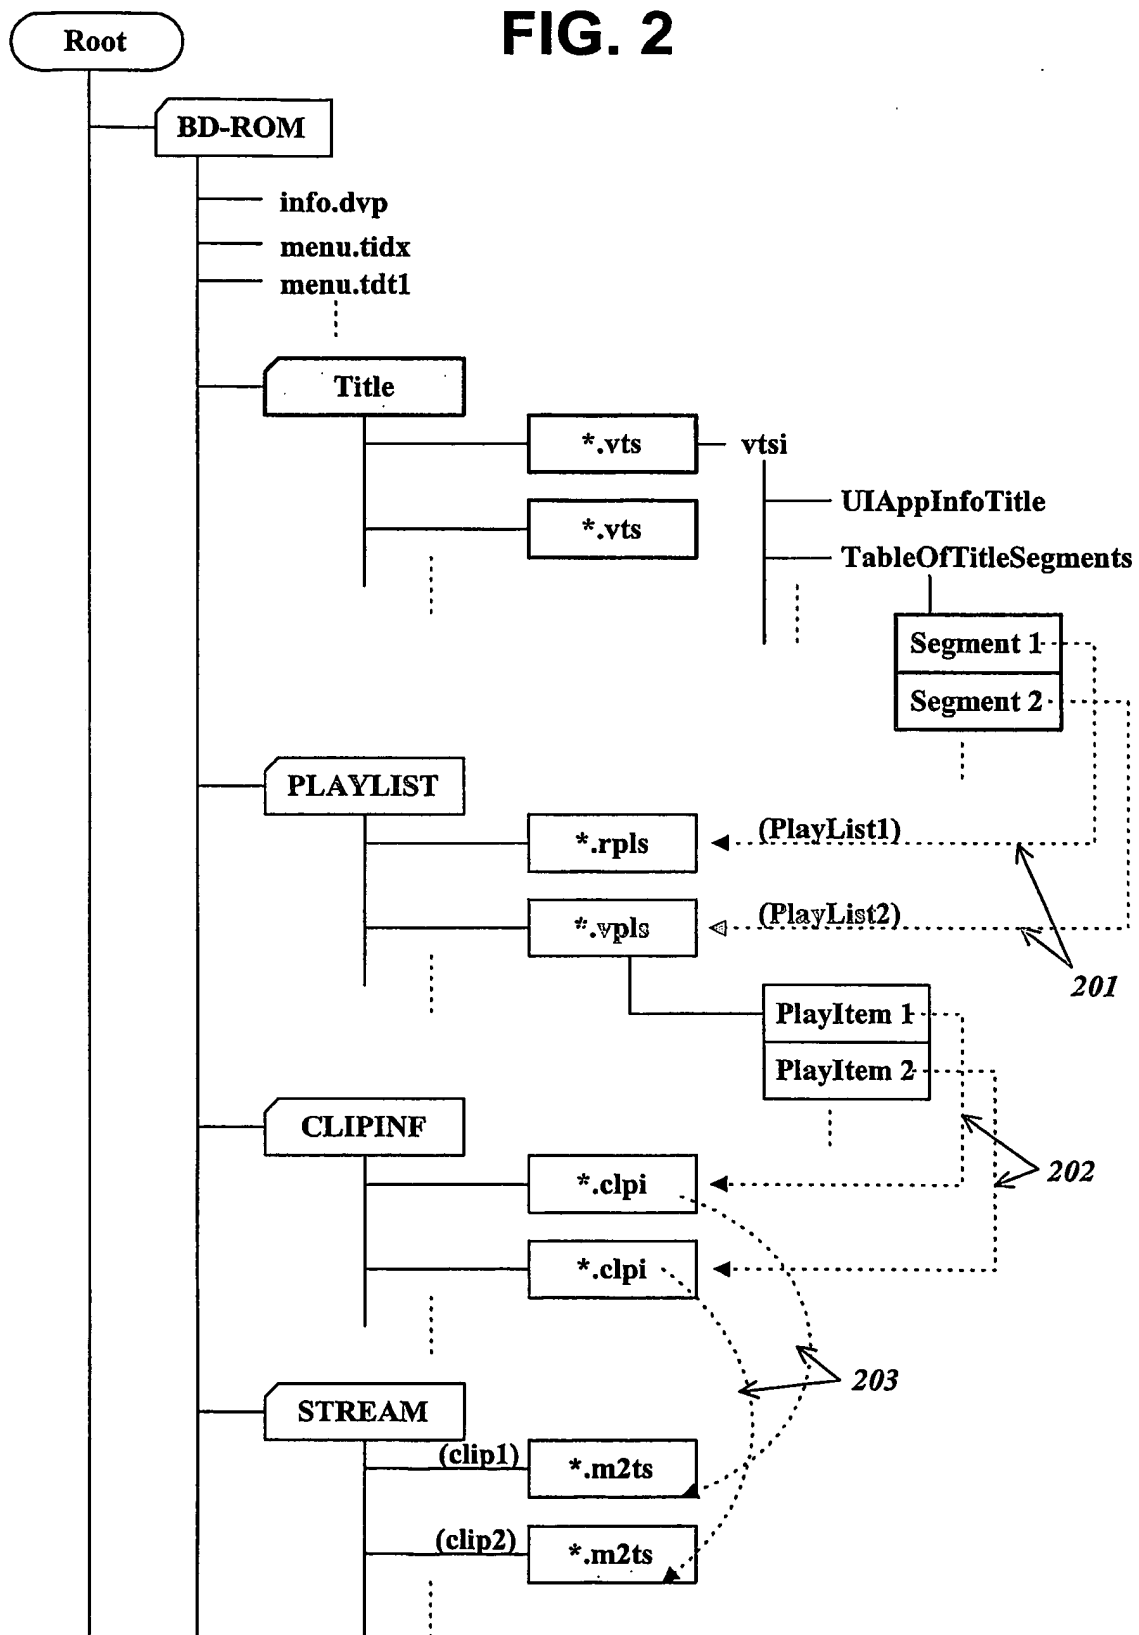 FIG. 2
Root
BD-ROM
info.dvp
menu.tidx
menu.tdt1
Title
*.vts
vtsi
*.vts
UIAppInfoTitle
TableOfTitleSegments
Segment 1
Segment 2
PLAYLIST
*.rpls
(PlayList1)
*.vpls
(PlayList2)
201
PlayItem 1
PlayItem 2
CLIPINF
*.clpi
202
*.clpi
203
STREAM
(clip1)
*.m2ts
(clip2)
*.m2ts